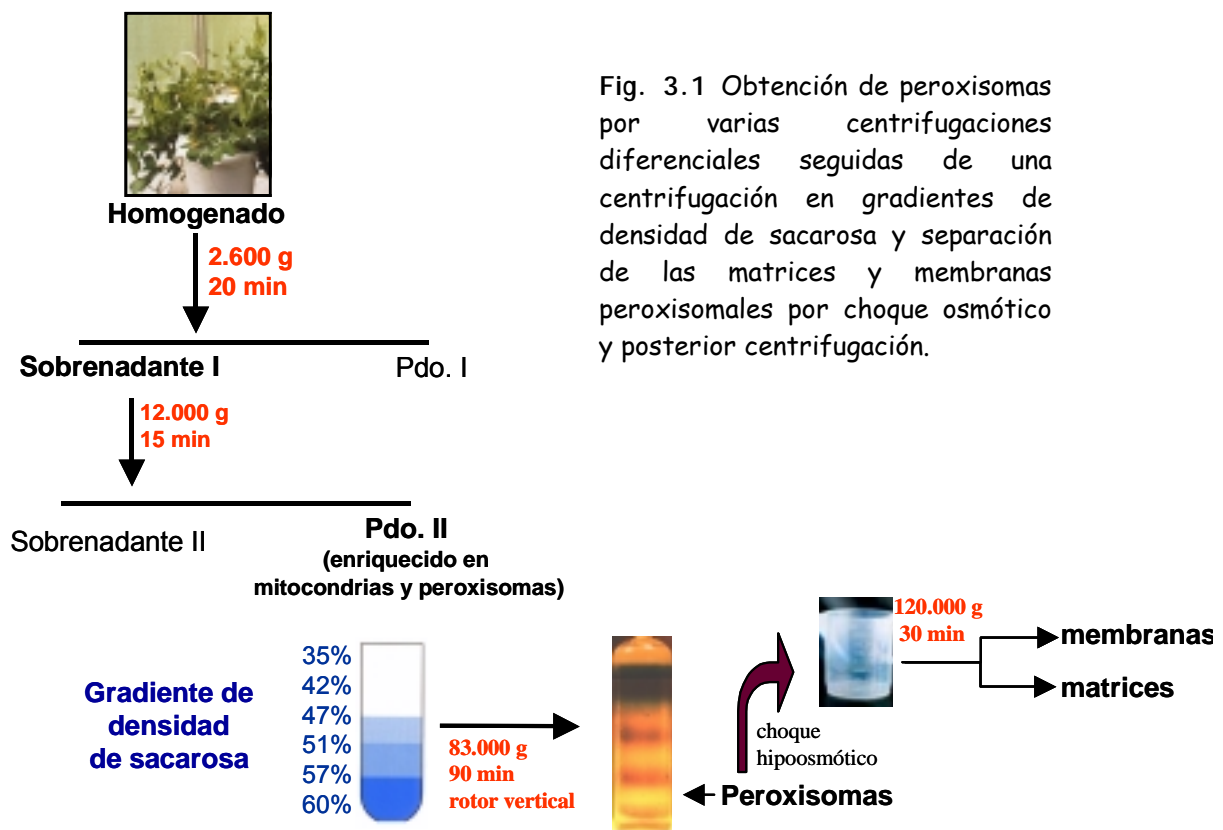 Fig. 3.1 Obtención de peroxisomas
por varias centrifugaciones
diferenciales seguidas de una
centrifugación en gradientes de
densidad de sacarosa y separación
de las matrices y membranas
peroxisomales por choque osmótico
y posterior centrifugación.
Homogenado
2.600 g
20 min
Sobrenadante I
Pdo. I
12.000 g
15 min
Sobrenadante II
Pdo. II
(enriquecido en
mitocondrias y peroxisomas)
Gradiente de
densidad
de sacarosa
35%
42%
47%
51%
57%
60%
83.000 g
90 min
rotor vertical
Peroxisomas
choque
hipoosmótico
120.000 g
30 min
membranas
matrices